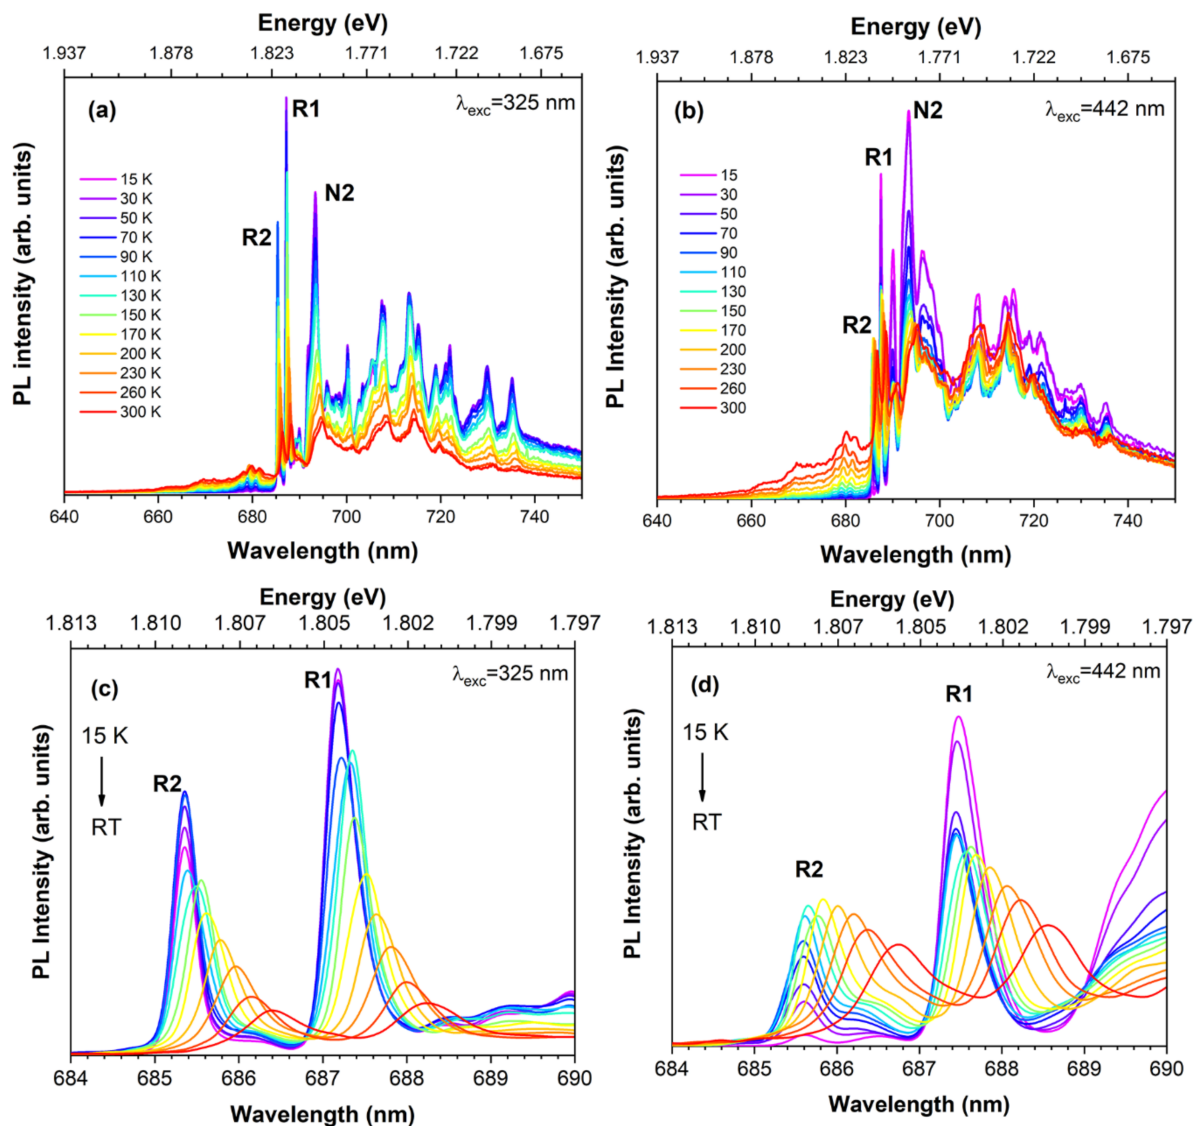 Energy (eV)
1.937 1.878 1.823 1.771 1.722 1.675
(a) R1 λexc=325 nm
15 K
30 K
50 K
70 K
90 K
110 K
130 K
150 K
170 K
200 K
230 K
260 K
300 K
N2
R2
PL intensity (arb. units)
640 660 680 700 720 740
Wavelength (nm)
Energy (eV)
1.937 1.878 1.823 1.771 1.722 1.675
(b) N2 λexc=442 nm
R1
15
30
50
70
90
110
130
150
170
200
230
260
300
R2
PL Intensity (arb. units)
640 660 680 700 720 740
Wavelength (nm)
Energy (eV)
1.813 1.810 1.807 1.804 1.802 1.799 1.797
(c) R1 λexc=325 nm
15 K
R2
RT
PL Intensity (arb. units)
684 685 686 687 688 689 690
Wavelength (nm)
Energy (eV)
1.813 1.810 1.807 1.804 1.802 1.799 1.797
(d) R1 λexc=442 nm
15 K
RT
R2
PL Intensity (arb. units)
684 685 686 687 688 689 690
Wavelength (nm)